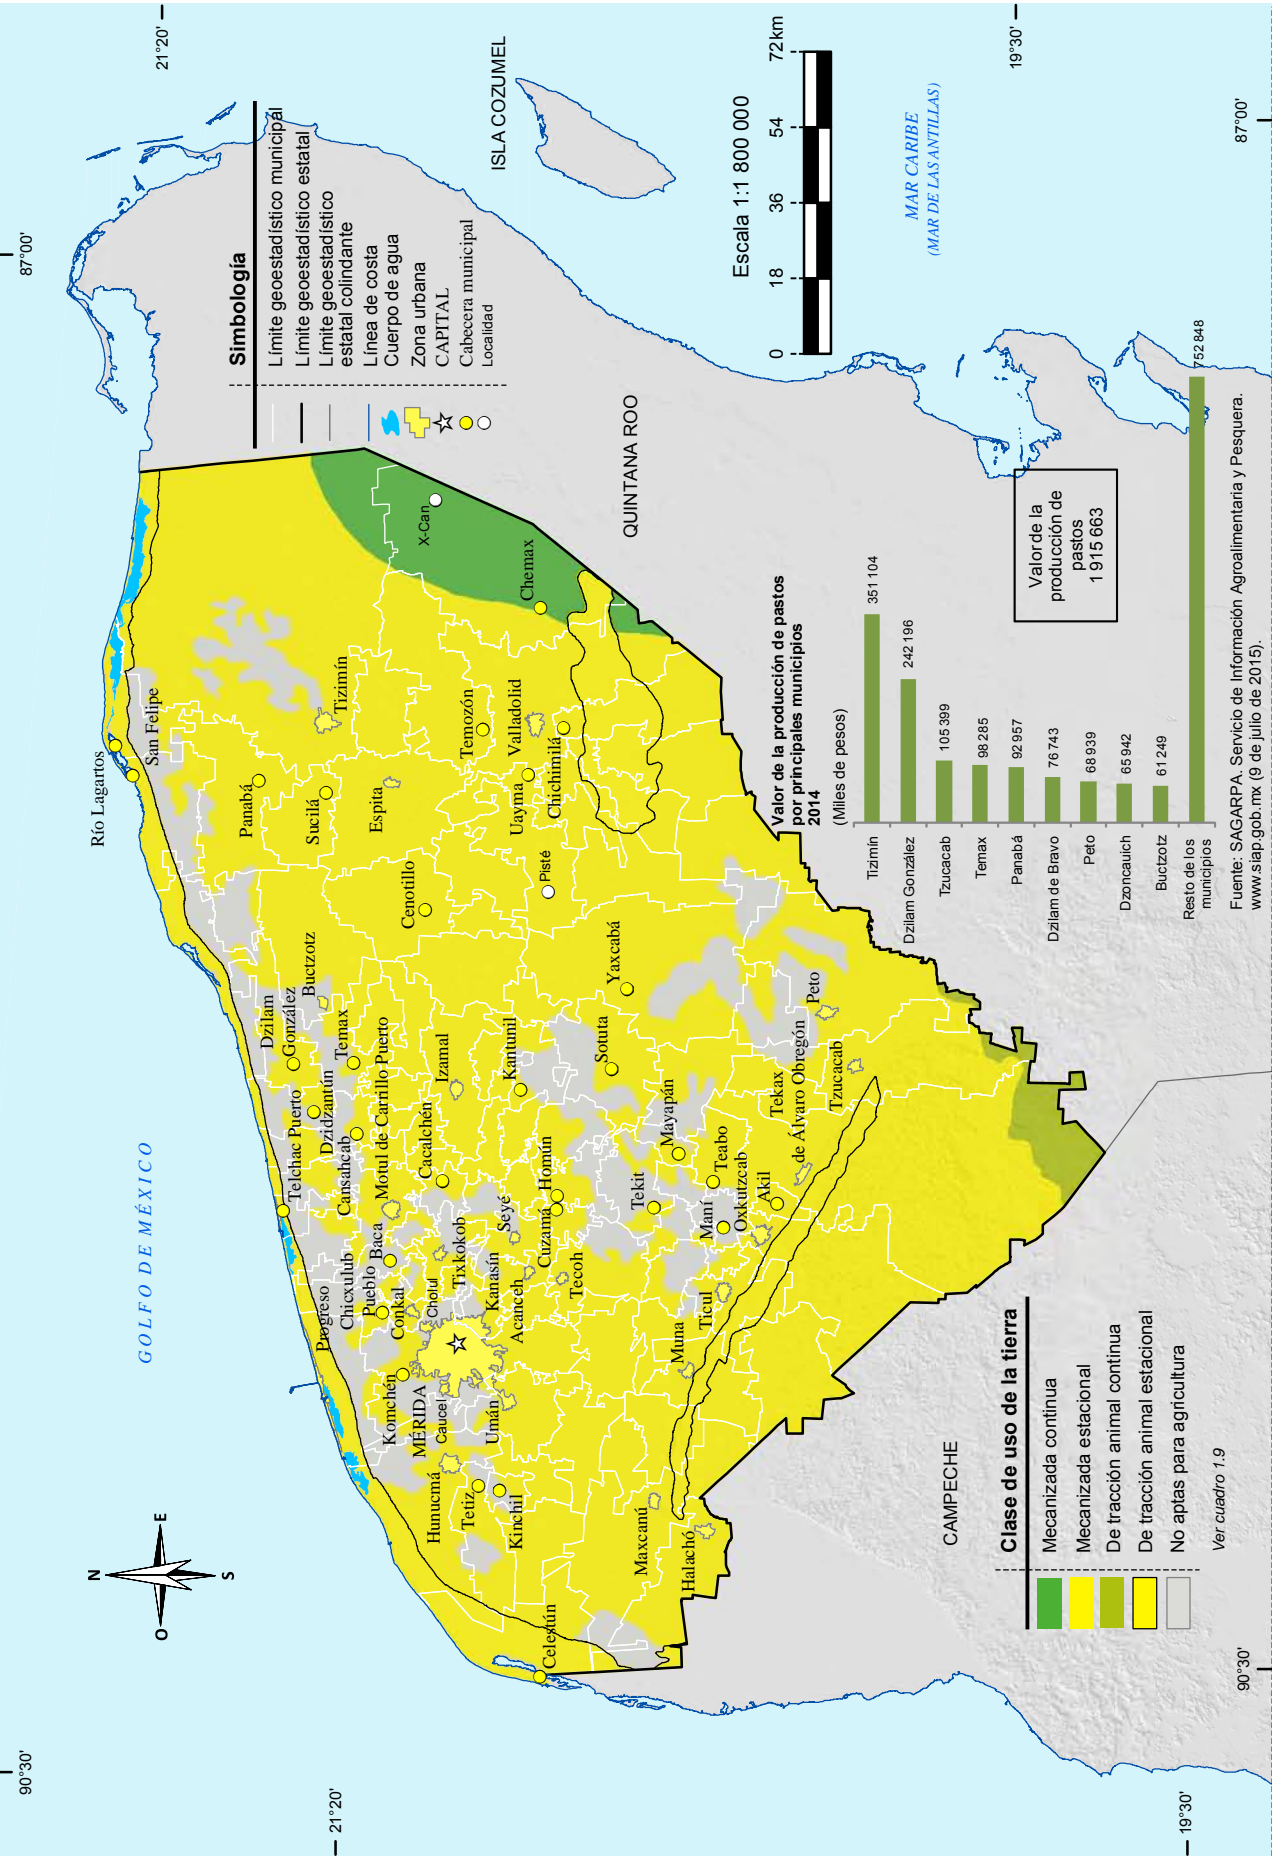 90°30'
87°00'
21°20'
21°20'
19°30'
19°30'
90°30'
87°00'
N
O
E
S
GOLFO DE MÉXICO
MAR CARIBE
(MAR DE LAS ANTILLAS)
ISLA COZUMEL
QUINTANA ROO
CAMPECHE
Río Lagartos
San Felipe
Panabá
Tizimín
Sucilá
Espita
Temozón
Valladolid
Uayma
Chichimilá
Chemax
X-Can
Cenotillo
Pisté
Yaxcabá
Dzilam
González
Buctzotz
Temax
Dzidzantún
Telchac Puerto
Cansahcab
Motul de Carrillo Puerto
Cacalchén
Izamal
Kantunil
Sotuta
Peto
Progreso
Chicxulub
Pueblo
Baca
Conkal
Cholul
Tixkokob
Seyé
Kanasín
Acanceh
Cuzamá
Homún
Tecoh
Tekit
Mayapán
Teabo
Maní
Oxkutzcab
Akil
Tekax
de Álvaro Obregón
Tzucacab
Ticul
Muna
Komchén
MÉRIDA
Caucel
Umán
Hunucmá
Tetiz
Kinchil
Maxcanú
Halachó
Celestún
Simbología
Límite geoestadístico municipal
Límite geoestadístico estatal
Límite geoestadístico
estatal colindante
Línea de costa
Cuerpo de agua
Zona urbana
CAPITAL
Cabecera municipal
Localidad
Escala 1:1 800 000
0 18 36 54 72km
Valor de la producción de pastos
por principales municipios
2014
(Miles de pesos)
Tizimín 351 104
Dzilam González 242 196
Tzucacab 105 399
Temax 98 285
Panabá 92 957
Dzilam de Bravo 76 743
Peto 68 939
Dzoncauich 65 942
Buctzotz 61 249
Resto de los
municipios 752 848
Valor de la
producción de
pastos
1 915 663
Fuente: SAGARPA. Servicio de Información Agroalimentaria y Pesquera.
www.siap.gob.mx (9 de julio de 2015).
Clase de uso de la tierra
Mecanizada continua
Mecanizada estacional
De tracción animal continua
De tracción animal estacional
No aptas para agricultura
Ver cuadro 1.9